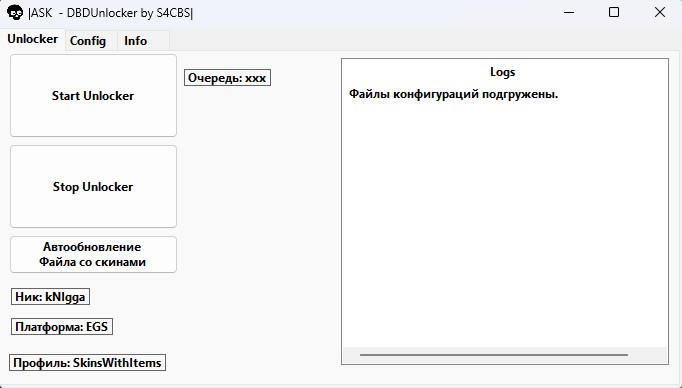 |ASK - DBDUnlocker by S4CBS|
Unlocker Config Info
Start Unlocker
Очередь: xxx
Logs
Файлы конфигураций подгружены.
Stop Unlocker
Автообновление
Файла со скинами
Ник: kNIgga
Платформа: EGS
Профиль: SkinsWithItems